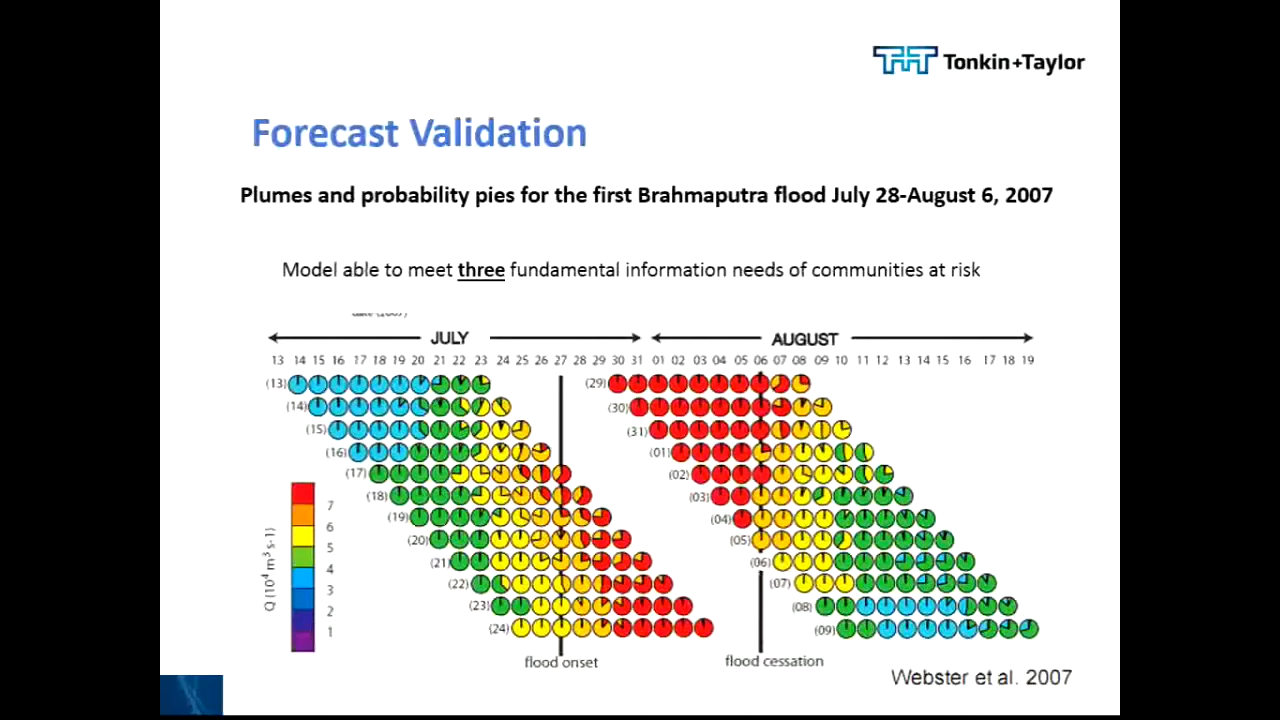 Tonkin+Taylor
Forecast Validation
Plumes and probability pies for the first Brahmaputra flood July 28-August 6, 2007
Model able to meet three fundamental information needs of communities at risk
JULY AUGUST
13 14 15 16 17 18 19 20 21 22 23 24 25 26 27 28 29 30 31 01 02 03 04 05 06 07 08 09 10 11 12 13 14 15 16 17 18 19
(13) (29)
(14) (30)
(15) (31)
(16) (01)
(17) (02)
(18) (03)
(19) (04)
(20) (05)
(21) (06)
(22) (07)
(23) (08)
(24) (09)
Q (10⁴ m³ s-1)
7
6
5
4
3
2
1
flood onset
flood cessation
Webster et al. 2007